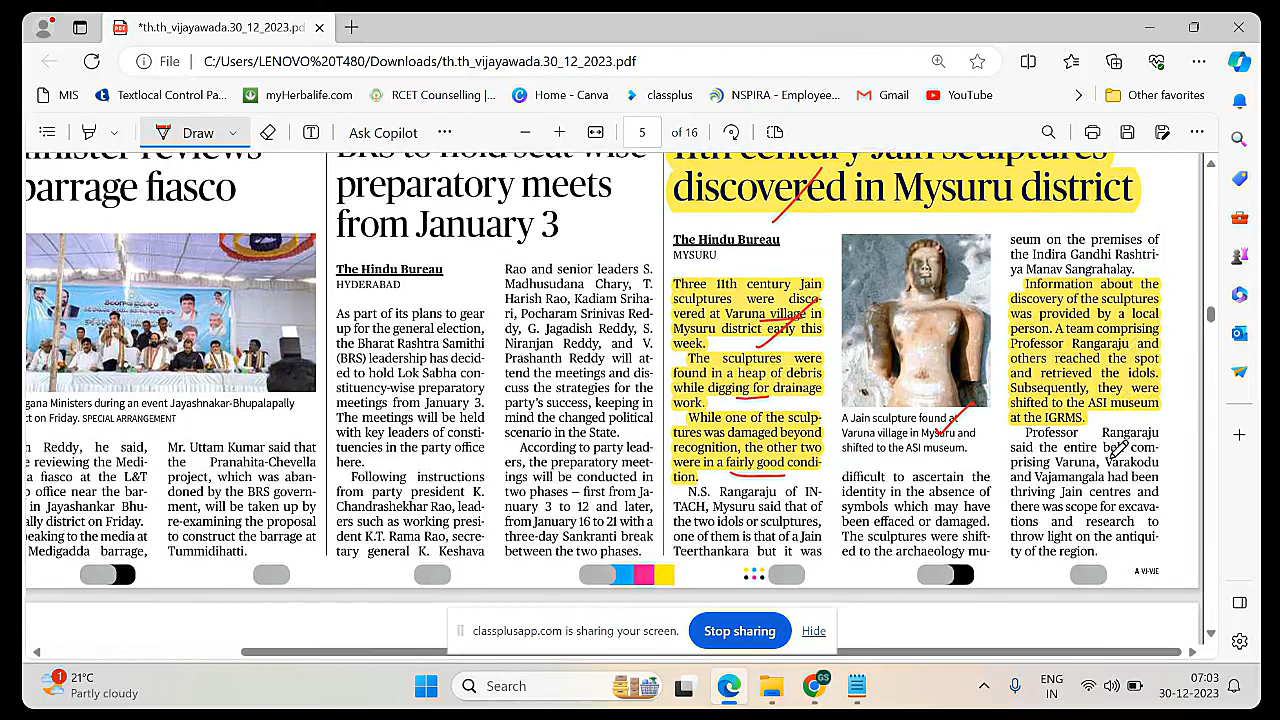 *th.th_vijayawada.30_12_2023.pd
File
C:/Users/LENOVO%20T480/Downloads/th.th_vijayawada.30_12_2023.pdf
MIS
Textlocal Control Pa...
myHerbalife.com
RCET Counselling |...
Home - Canva
classplus
NSPIRA - Employee...
Gmail
YouTube
Other favorites
Draw
Ask Copilot
5
of 16
inister reviews
barrage fiasco
gana Ministers during an event Jayashnakar-Bhupalapally
ct on Friday. SPECIAL ARRANGEMENT
n Reddy, he said,
e reviewing the Medi-
a fiasco at the L&T
p office near the bar-
in Jayashankar Bhu-
ally district on Friday.
eaking to the media at
Medigadda barrage,
Mr. Uttam Kumar said that
the Pranahita-Chevella
project, which was aban-
doned by the BRS govern-
ment, will be taken up by
re-examining the proposal
to construct the barrage at
Tummidihatti.
BRS to hold seat-wise
preparatory meets
from January 3
The Hindu Bureau
HYDERABAD
As part of its plans to gear
up for the general election,
the Bharat Rashtra Samithi
(BRS) leadership has decid-
ed to hold Lok Sabha con-
stituency-wise preparatory
meetings from January 3.
The meetings will be held
with key leaders of consti-
tuencies in the party office
here.
Following instructions
from party president K.
Chandrashekhar Rao, lead-
ers such as working presi-
dent K.T. Rama Rao, secre-
tary general K. Keshava
Rao and senior leaders S.
Madhusudana Chary, T.
Harish Rao, Kadiam Sriha-
ri, Pocharam Srinivas Red-
dy, G. Jagadish Reddy, S.
Niranjan Reddy, and V.
Prashanth Reddy will at-
tend the meetings and dis-
cuss the strategies for the
party's success, keeping in
mind the changed political
scenario in the State.
According to party lead-
ers, the preparatory meet-
ings will be conducted in
two phases — first from Ja-
nuary 3 to 12 and later,
from January 16 to 21 with a
three-day Sankranti break
between the two phases.
11th century Jain sculptures
discovered in Mysuru district
The Hindu Bureau
MYSURU
Three 11th century Jain
sculptures were disco-
vered at Varuna village in
Mysuru district early this
week.
The sculptures were
found in a heap of debris
while digging for drainage
work.
While one of the sculp-
tures was damaged beyond
recognition, the other two
were in a fairly good condi-
tion.
N.S. Rangaraju of IN-
TACH, Mysuru said that of
the two idols or sculptures,
one of them is that of a Jain
Teerthankara but it was
A Jain sculpture found at
Varuna village in Mysuru and
shifted to the ASI museum.
difficult to ascertain the
identity in the absence of
symbols which may have
been effaced or damaged.
The sculptures were shift-
ed to the archaeology mu-
seum on the premises of
the Indira Gandhi Rashtri-
ya Manav Sangrahalay.
Information about the
discovery of the sculptures
was provided by a local
person. A team comprising
Professor Rangaraju and
others reached the spot
and retrieved the idols.
Subsequently, they were
shifted to the ASI museum
at the IGRMS.
Professor Rangaraju
said the entire belt com-
prising Varuna, Varakodu
and Vajamangala had been
thriving Jain centres and
there was scope for excava-
tions and research to
throw light on the antiqui-
ty of the region.
A VJ-VJE
classplusapp.com is sharing your screen.
Stop sharing
Hide
1
21°C
Partly cloudy
Search
GS
ENG
IN
07:03
30-12-2023